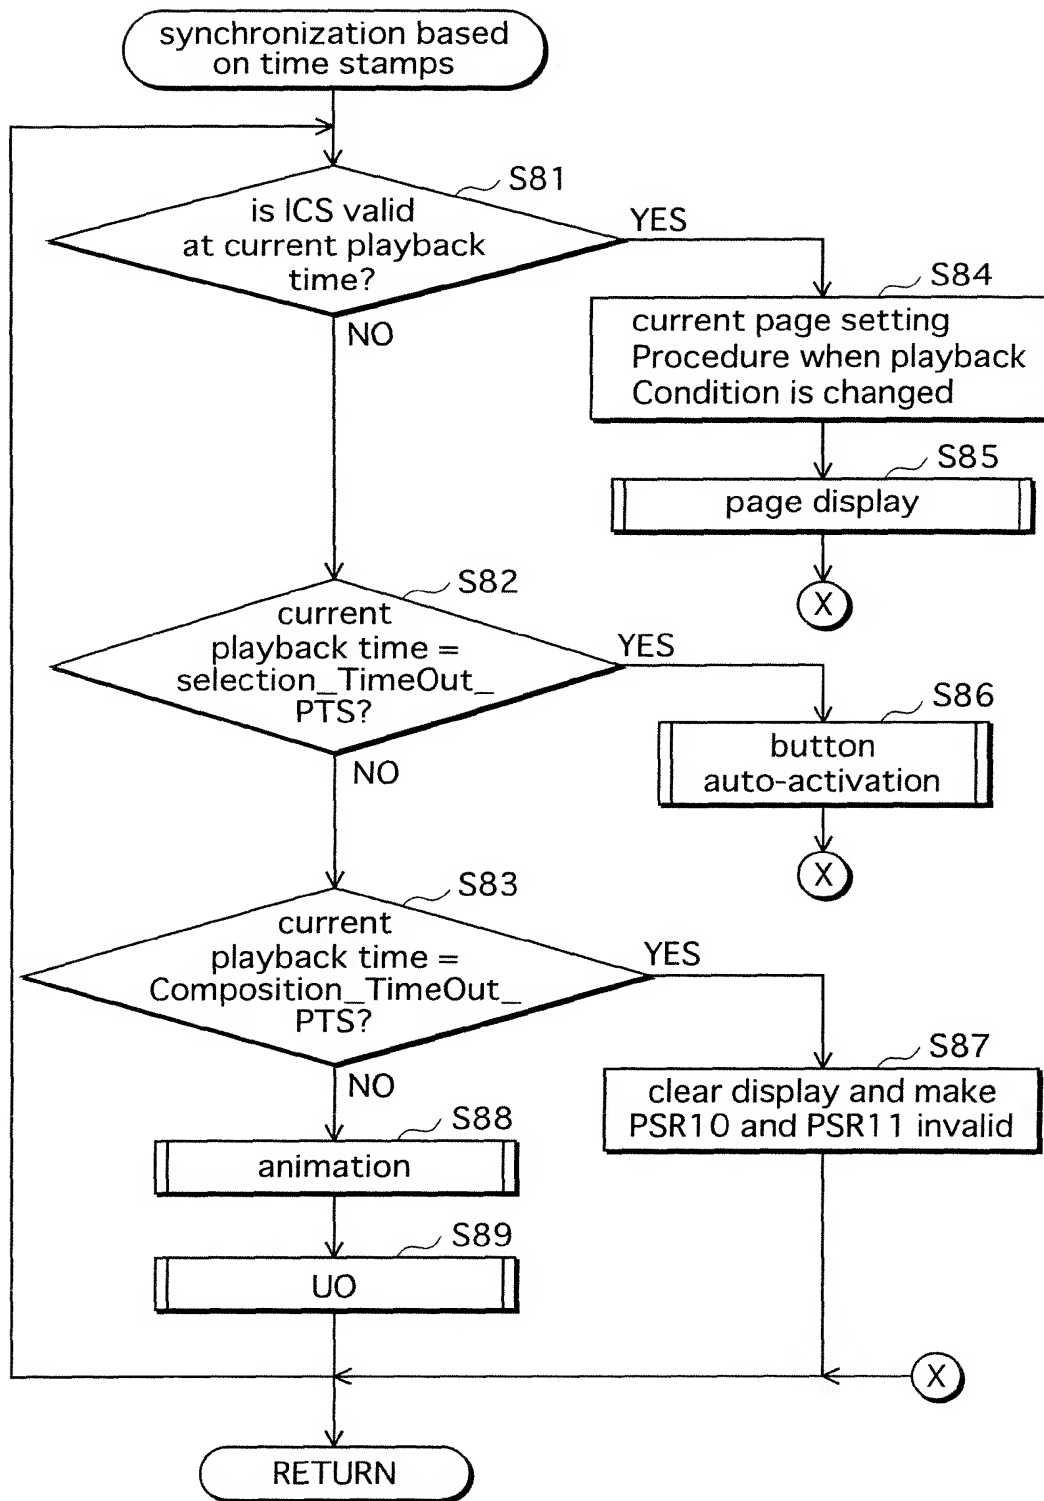 synchronization based
on time stamps
S81
is ICS valid
at current playback
time?
YES
NO
S84
current page setting
Procedure when playback
Condition is changed
S85
page display
X
S82
current
playback time =
selection_TimeOut_
PTS?
YES
NO
S86
button
auto-activation
X
S83
current
playback time =
Composition_TimeOut_
PTS?
YES
NO
S87
clear display and make
PSR10 and PSR11 invalid
S88
animation
S89
UO
X
RETURN